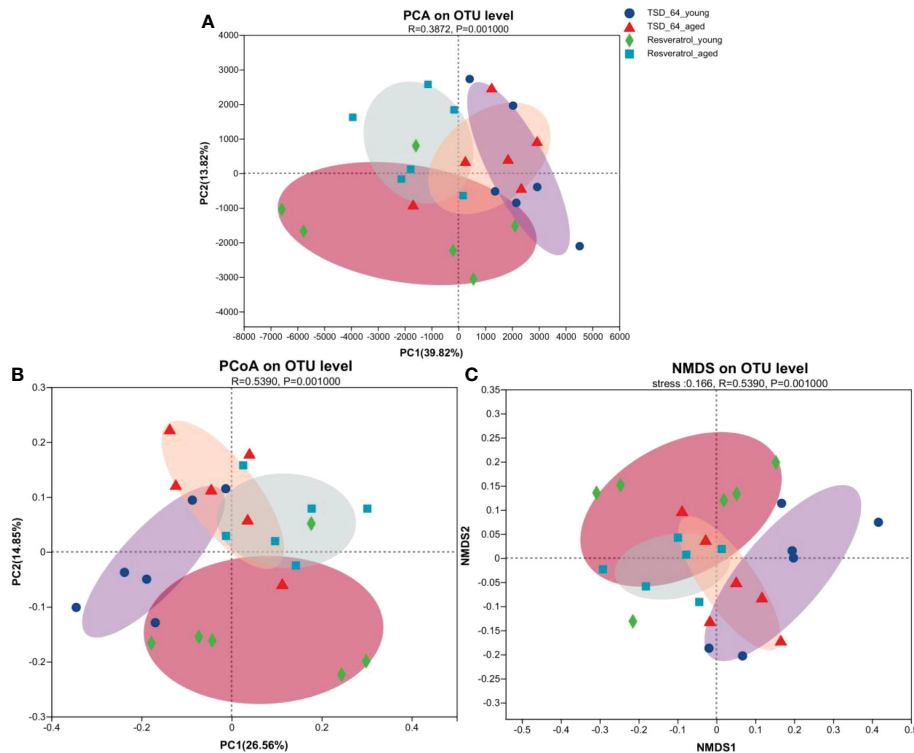 A
PCA on OTU level
R=0.3872, P=0.001000
TSD_64_young
TSD_64_aged
Resveratrol_young
Resveratrol_aged
4000
3000
2000
1000
0
-1000
-2000
-3000
-4000
PC2(13.82%)
-8000 -7000 -6000 -5000 -4000 -3000 -2000 -1000 0 1000 2000 3000 4000 5000 6000
PC1(39.82%)
B
PCoA on OTU level
R=0.5390, P=0.001000
0.3
0.2
0.1
0
-0.1
-0.2
-0.3
PC2(14.85%)
-0.4 -0.2 0 0.2 0.4
PC1(26.56%)
C
NMDS on OTU level
stress :0.166, R=0.5390, P=0.001000
0.35
0.3
0.25
0.2
0.15
0.1
0.05
0
-0.05
-0.1
-0.15
-0.2
-0.25
-0.3
NMDS2
-0.5 -0.4 -0.3 -0.2 -0.1 0 0.1 0.2 0.3 0.4 0.5
NMDS1